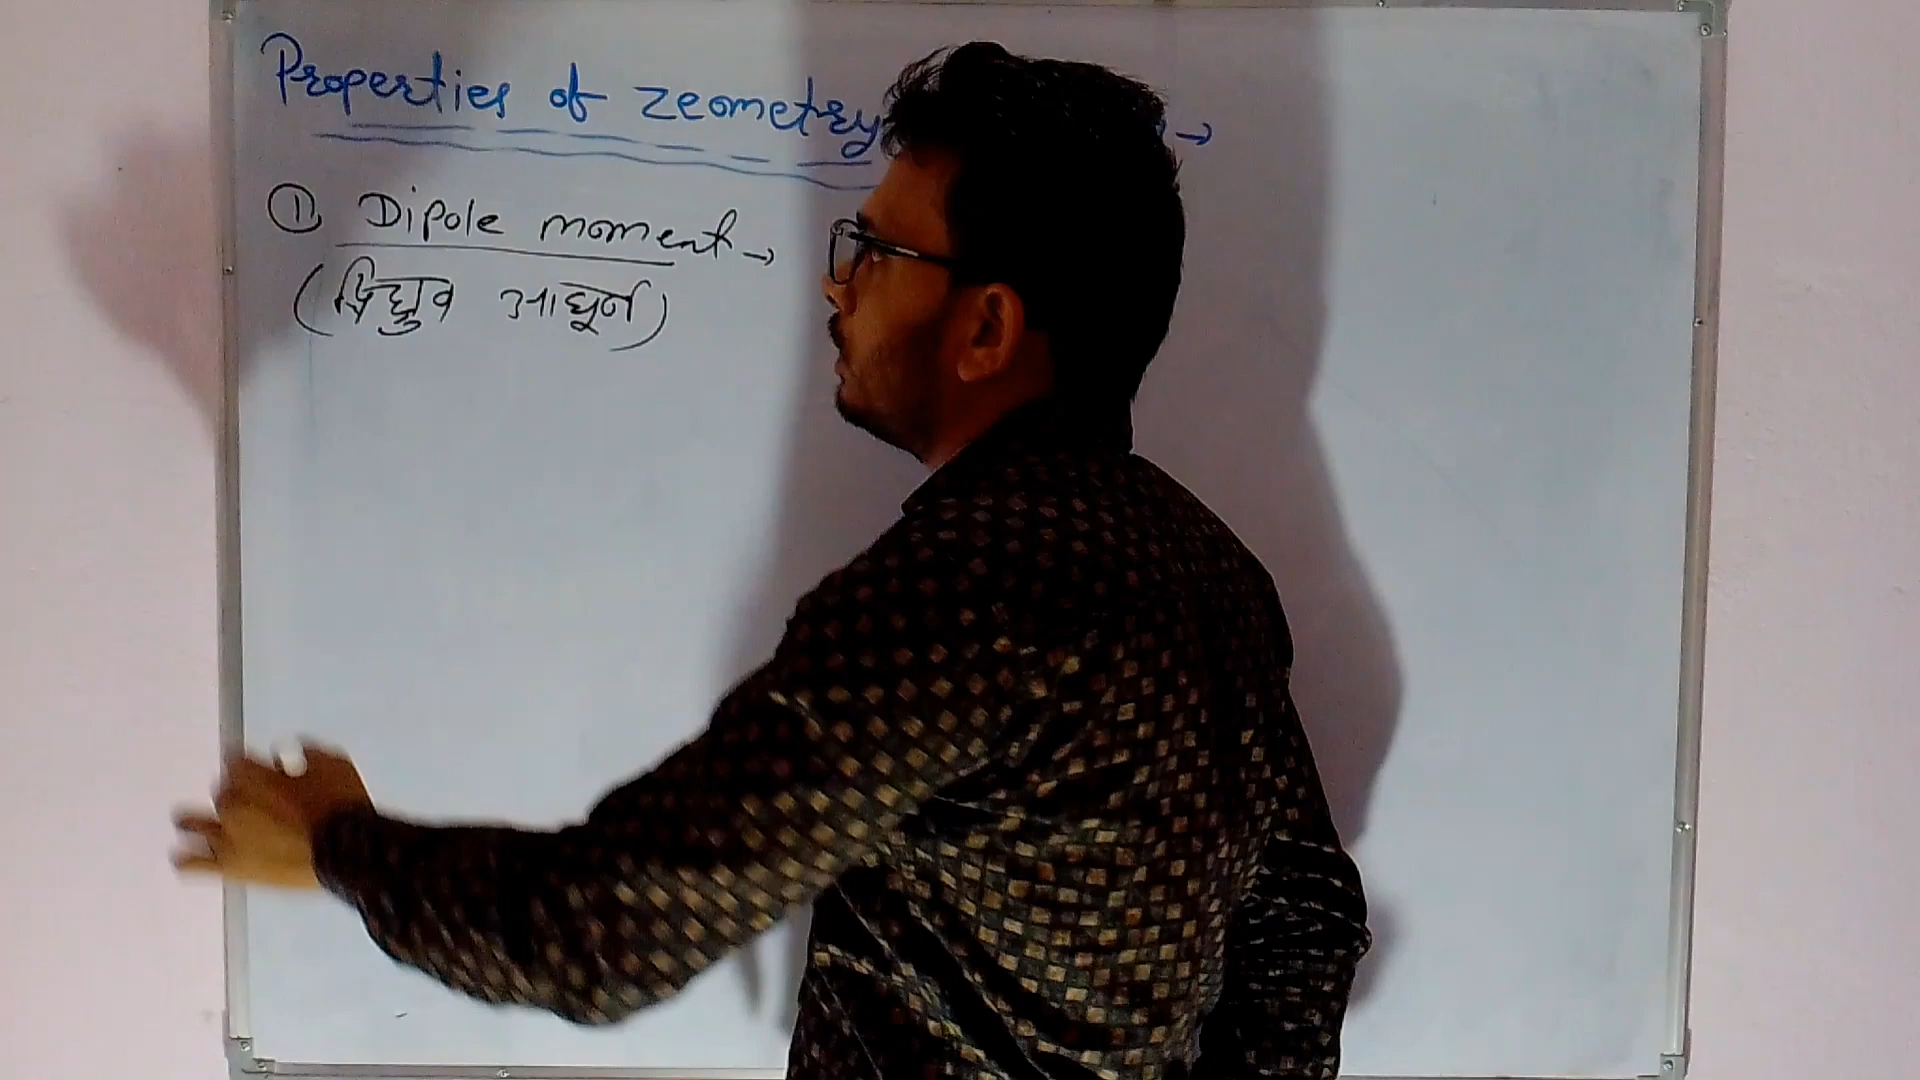 Properties of zeometry →
① Dipole moment →
(द्विध्रुव आघूर्न)